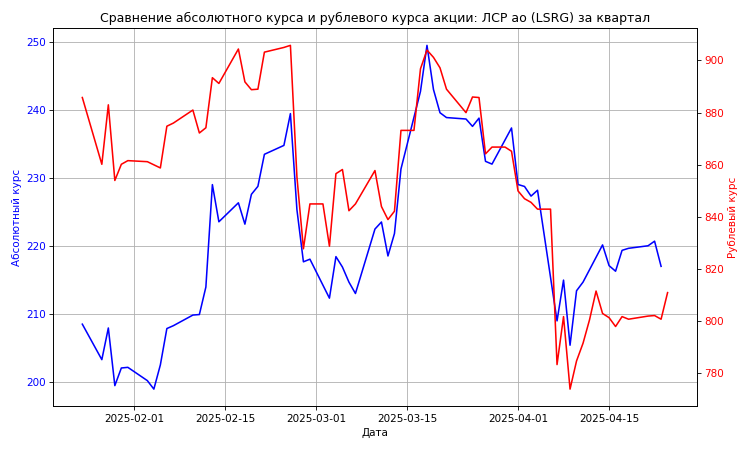 Сравнение абсолютного курса и рублевого курса акции: ЛСР ао (LSRG) за квартал
250
240
230
220
210
200
Абсолютный курс
900
880
860
840
820
800
780
Рублевый курс
2025-02-01 2025-02-15 2025-03-01 2025-03-15 2025-04-01 2025-04-15
Дата